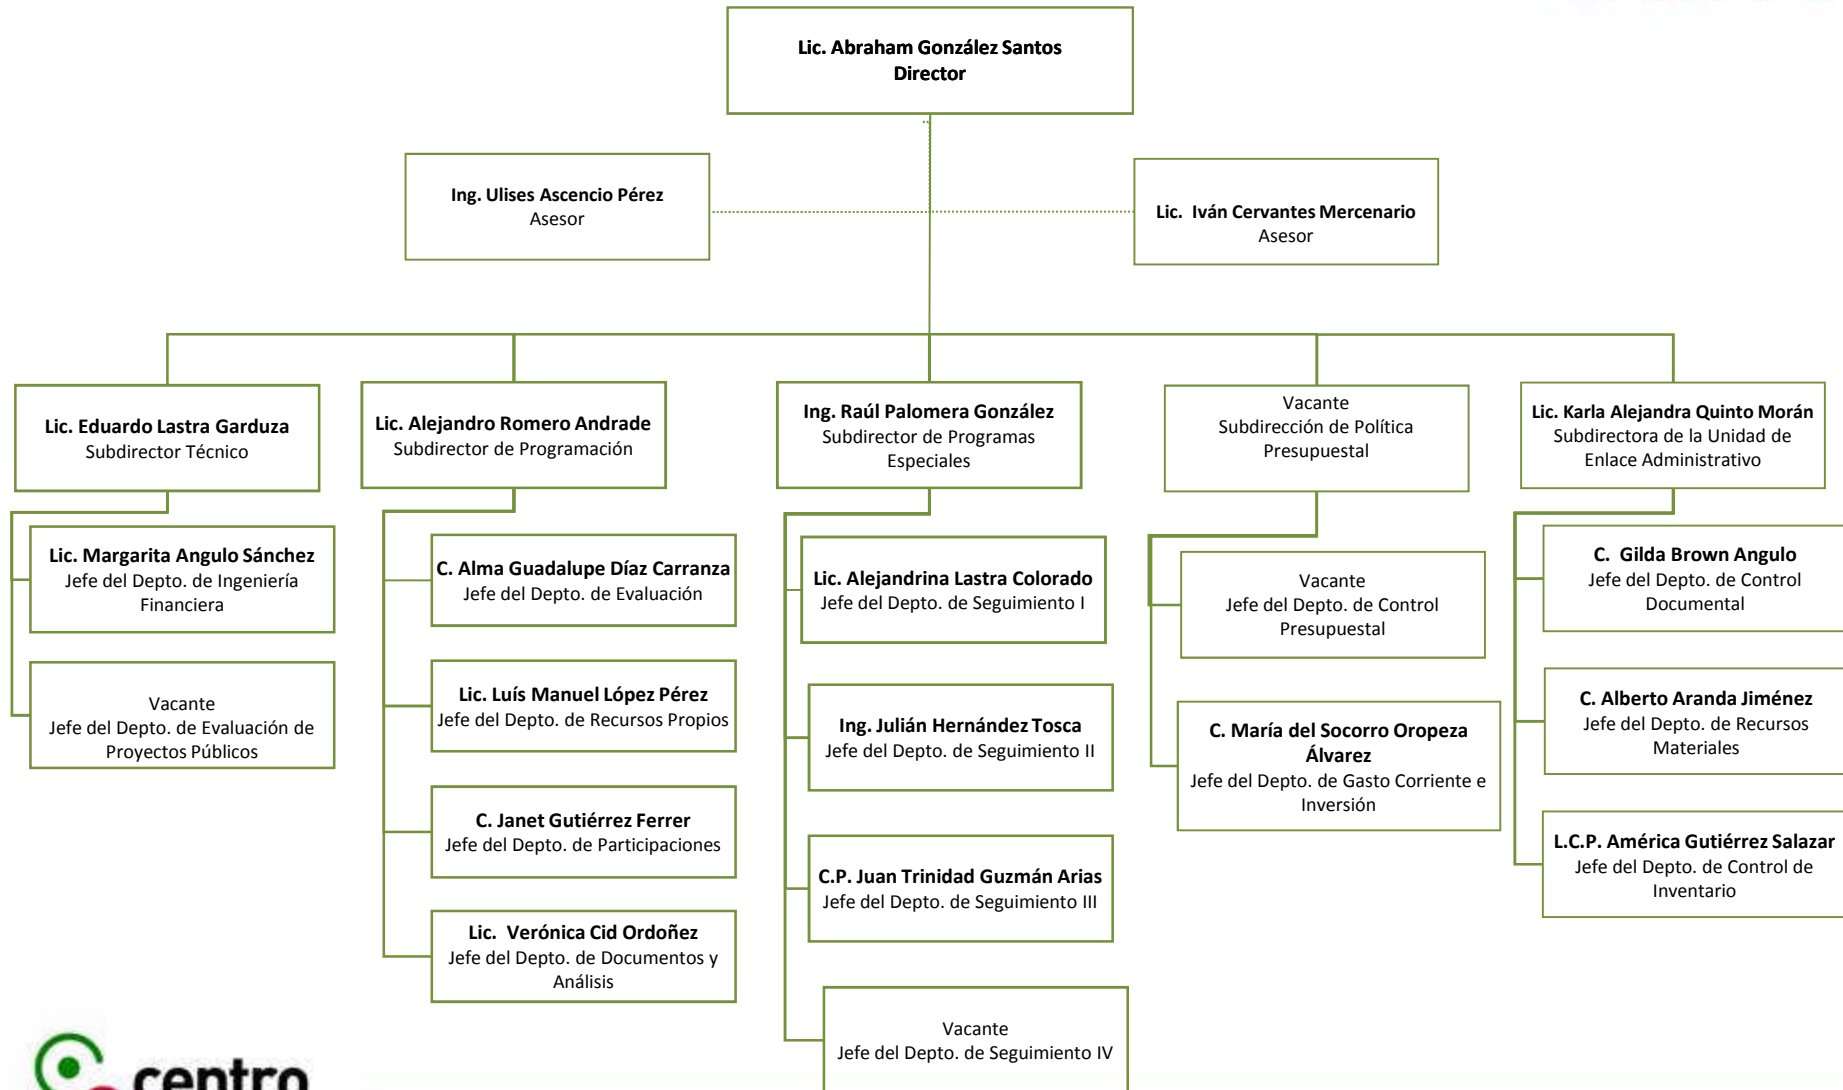 Lic. Abraham González Santos
Director
Ing. Ulises Ascencio Pérez
Asesor
Lic. Iván Cervantes Mercenario
Asesor
Lic. Eduardo Lastra Garduza
Subdirector Técnico
Lic. Alejandro Romero Andrade
Subdirector de Programación
Ing. Raúl Palomera González
Subdirector de Programas
Especiales
Vacante
Subdirección de Política
Presupuestal
Lic. Karla Alejandra Quinto Morán
Subdirectora de la Unidad de
Enlace Administrativo
Lic. Margarita Angulo Sánchez
Jefe del Depto. de Ingeniería
Financiera
Vacante
Jefe del Depto. de Evaluación de
Proyectos Públicos
C. Alma Guadalupe Díaz Carranza
Jefe del Depto. de Evaluación
Lic. Luís Manuel López Pérez
Jefe del Depto. de Recursos Propios
C. Janet Gutiérrez Ferrer
Jefe del Depto. de Participaciones
Lic. Verónica Cid Ordoñez
Jefe del Depto. de Documentos y
Análisis
Lic. Alejandrina Lastra Colorado
Jefe del Depto. de Seguimiento I
Ing. Julián Hernández Tosca
Jefe del Depto. de Seguimiento II
C.P. Juan Trinidad Guzmán Arias
Jefe del Depto. de Seguimiento III
Vacante
Jefe del Depto. de Seguimiento IV
Vacante
Jefe del Depto. de Control
Presupuestal
C. María del Socorro Oropeza
Álvarez
Jefe del Depto. de Gasto Corriente e
Inversión
C. Gilda Brown Angulo
Jefe del Depto. de Control
Documental
C. Alberto Aranda Jiménez
Jefe del Depto. de Recursos
Materiales
L.C.P. América Gutiérrez Salazar
Jefe del Depto. de Control de
Inventario
centro